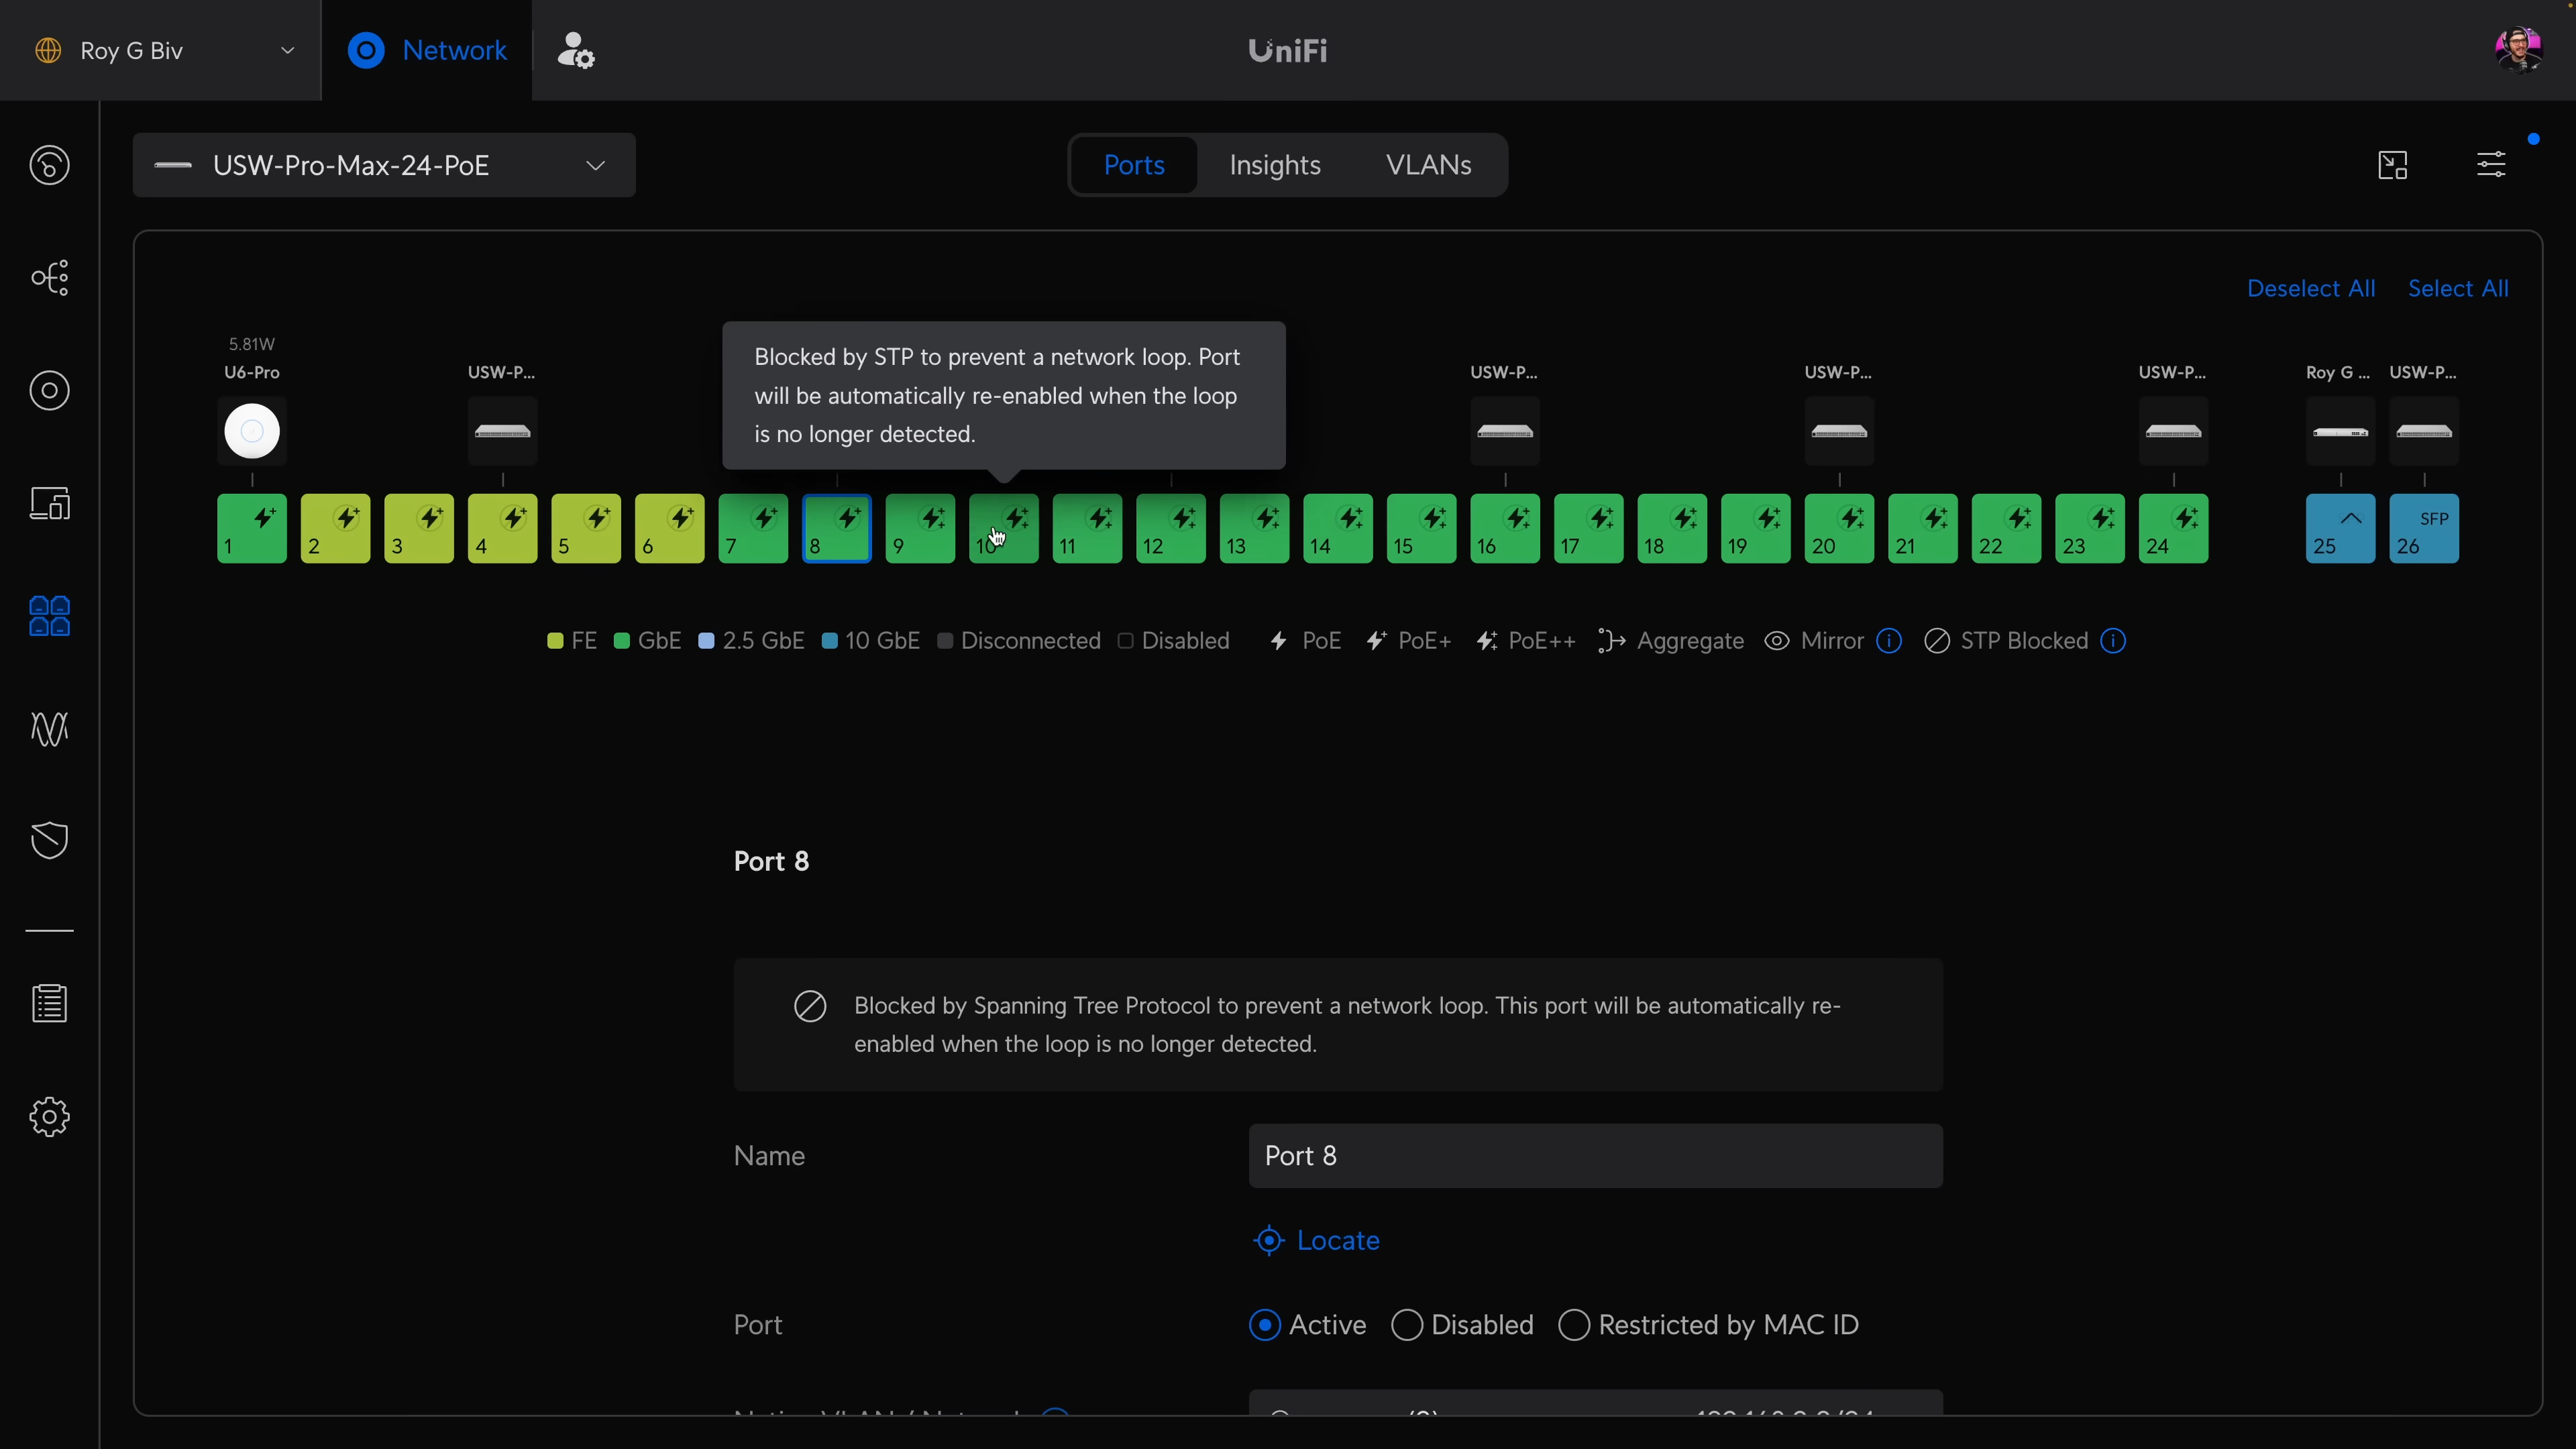 Roy G Biv
Network
UniFi
USW-Pro-Max-24-PoE
Ports
Insights
VLANs
Deselect All
Select All
5.81W
U6-Pro
USW-P...
Blocked by STP to prevent a network loop. Port
will be automatically re-enabled when the loop
is no longer detected.
USW-P...
USW-P...
USW-P...
Roy G ...
USW-P...
1
2
3
4
5
6
7
8
9
10
11
12
13
14
15
16
17
18
19
20
21
22
23
24
25
SFP
26
FE
GbE
2.5 GbE
10 GbE
Disconnected
Disabled
PoE
PoE+
PoE++
Aggregate
Mirror
STP Blocked
Port 8
Blocked by Spanning Tree Protocol to prevent a network loop. This port will be automatically re-
enabled when the loop is no longer detected.
Name
Port 8
Locate
Port
Active
Disabled
Restricted by MAC ID